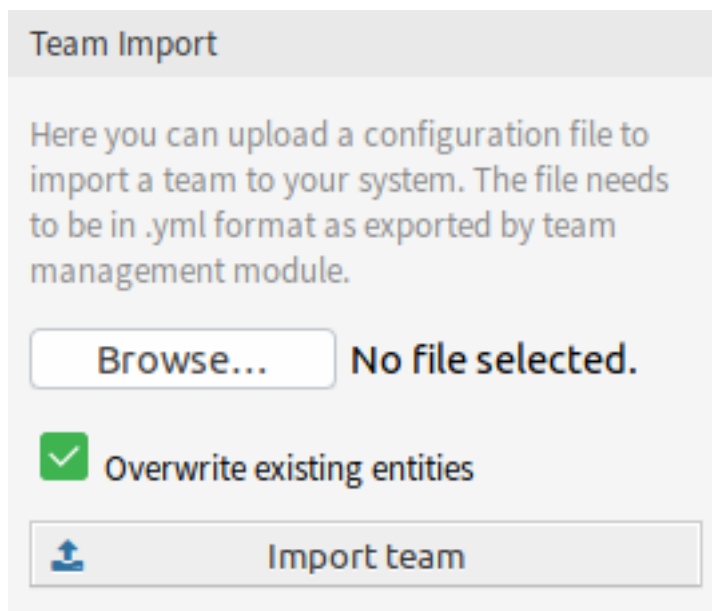 Team Import
Here you can upload a configuration file to
import a team to your system. The file needs
to be in .yml format as exported by team
management module.
Browse... No file selected.
Overwrite existing entities
Import team